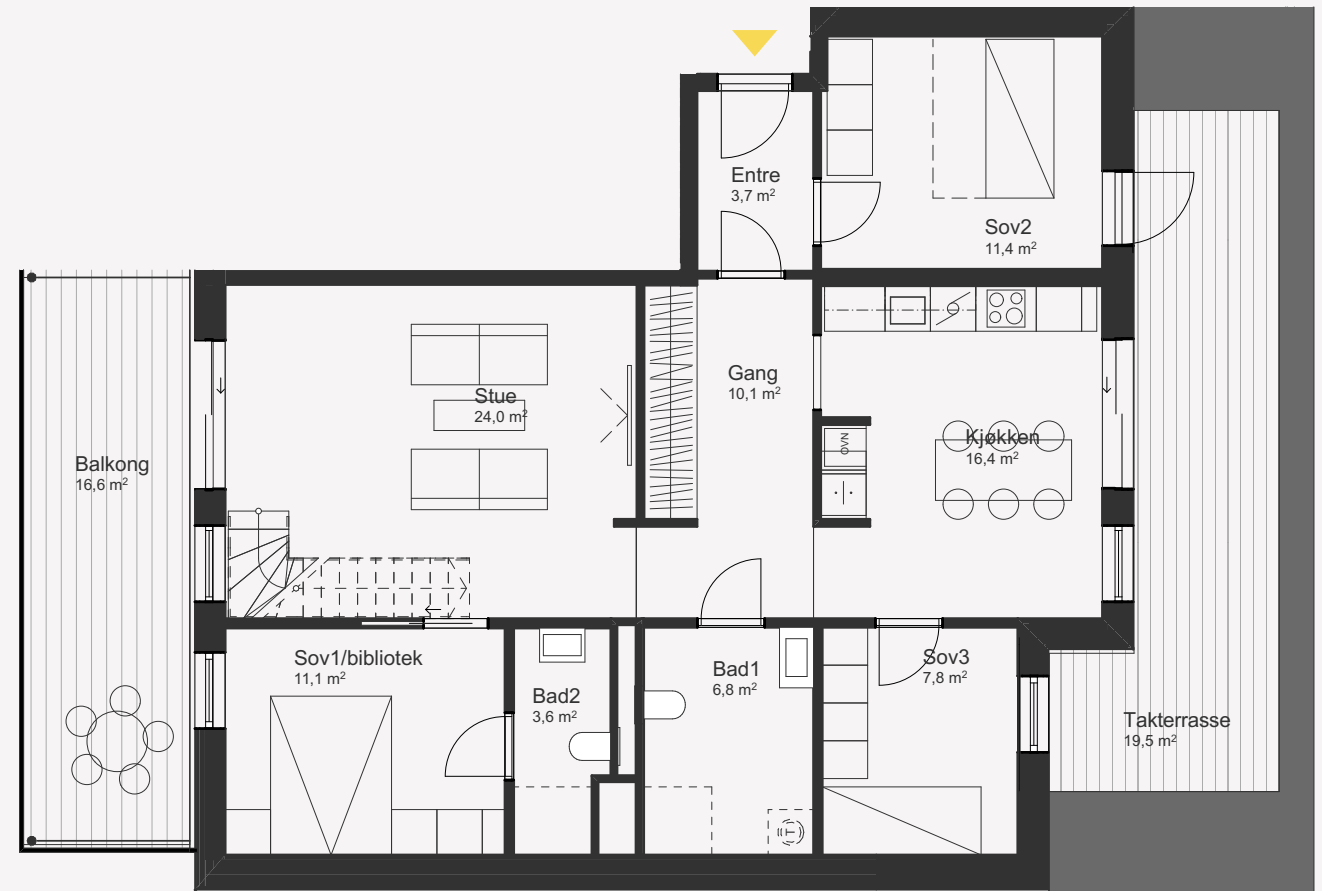 Entre
3,7 m²
Sov2
11,4 m²
Gang
10,1 m²
Stue
24,0 m²
OVN
Kjøkken
16,4 m²
Balkong
16,6 m²
Sov1/bibliotek
11,1 m²
Bad2
3,6 m²
Bad1
6,8 m²
Sov3
7,8 m²
Takterrasse
19,5 m²
T